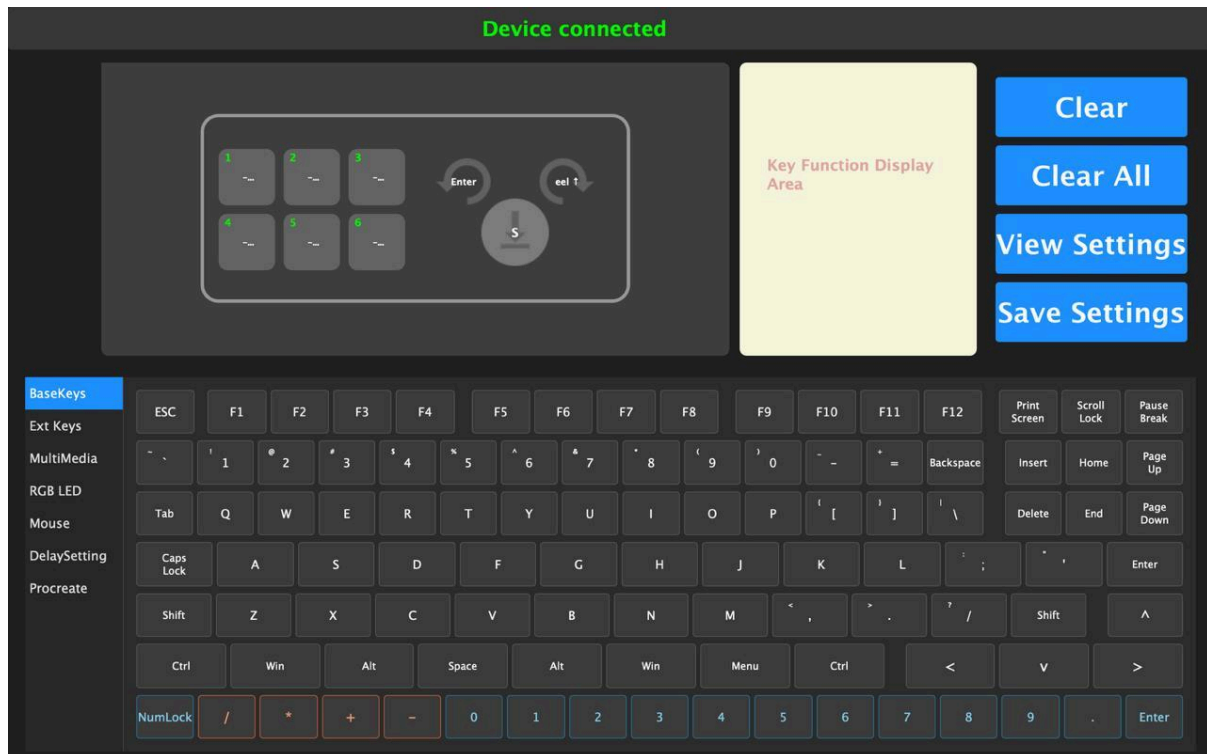 Device connected
1 2 3
-... -... -...
4 5 6
-... -... -...
Enter
eel ↑
S
Key Function Display
Area
Clear
Clear All
View Settings
Save Settings
BaseKeys
Ext Keys
MultiMedia
RGB LED
Mouse
DelaySetting
Procreate
ESC F1 F2 F3 F4 F5 F6 F7 F8 F9 F10 F11 F12 Print Screen Scroll Lock Pause Break
~ ` ! 1 @ 2 # 3 $ 4 % 5 ^ 6 & 7 * 8 ( 9 ) 0 _ - + = Backspace Insert Home Page Up
Tab Q W E R T Y U I O P { [ } ] | \ Delete End Page Down
Caps Lock A S D F G H J K L : ; " ' Enter
Shift Z X C V B N M < , > . ? / Shift ^
Ctrl Win Alt Space Alt Win Menu Ctrl < v >
NumLock / * + - 0 1 2 3 4 5 6 7 8 9 . Enter